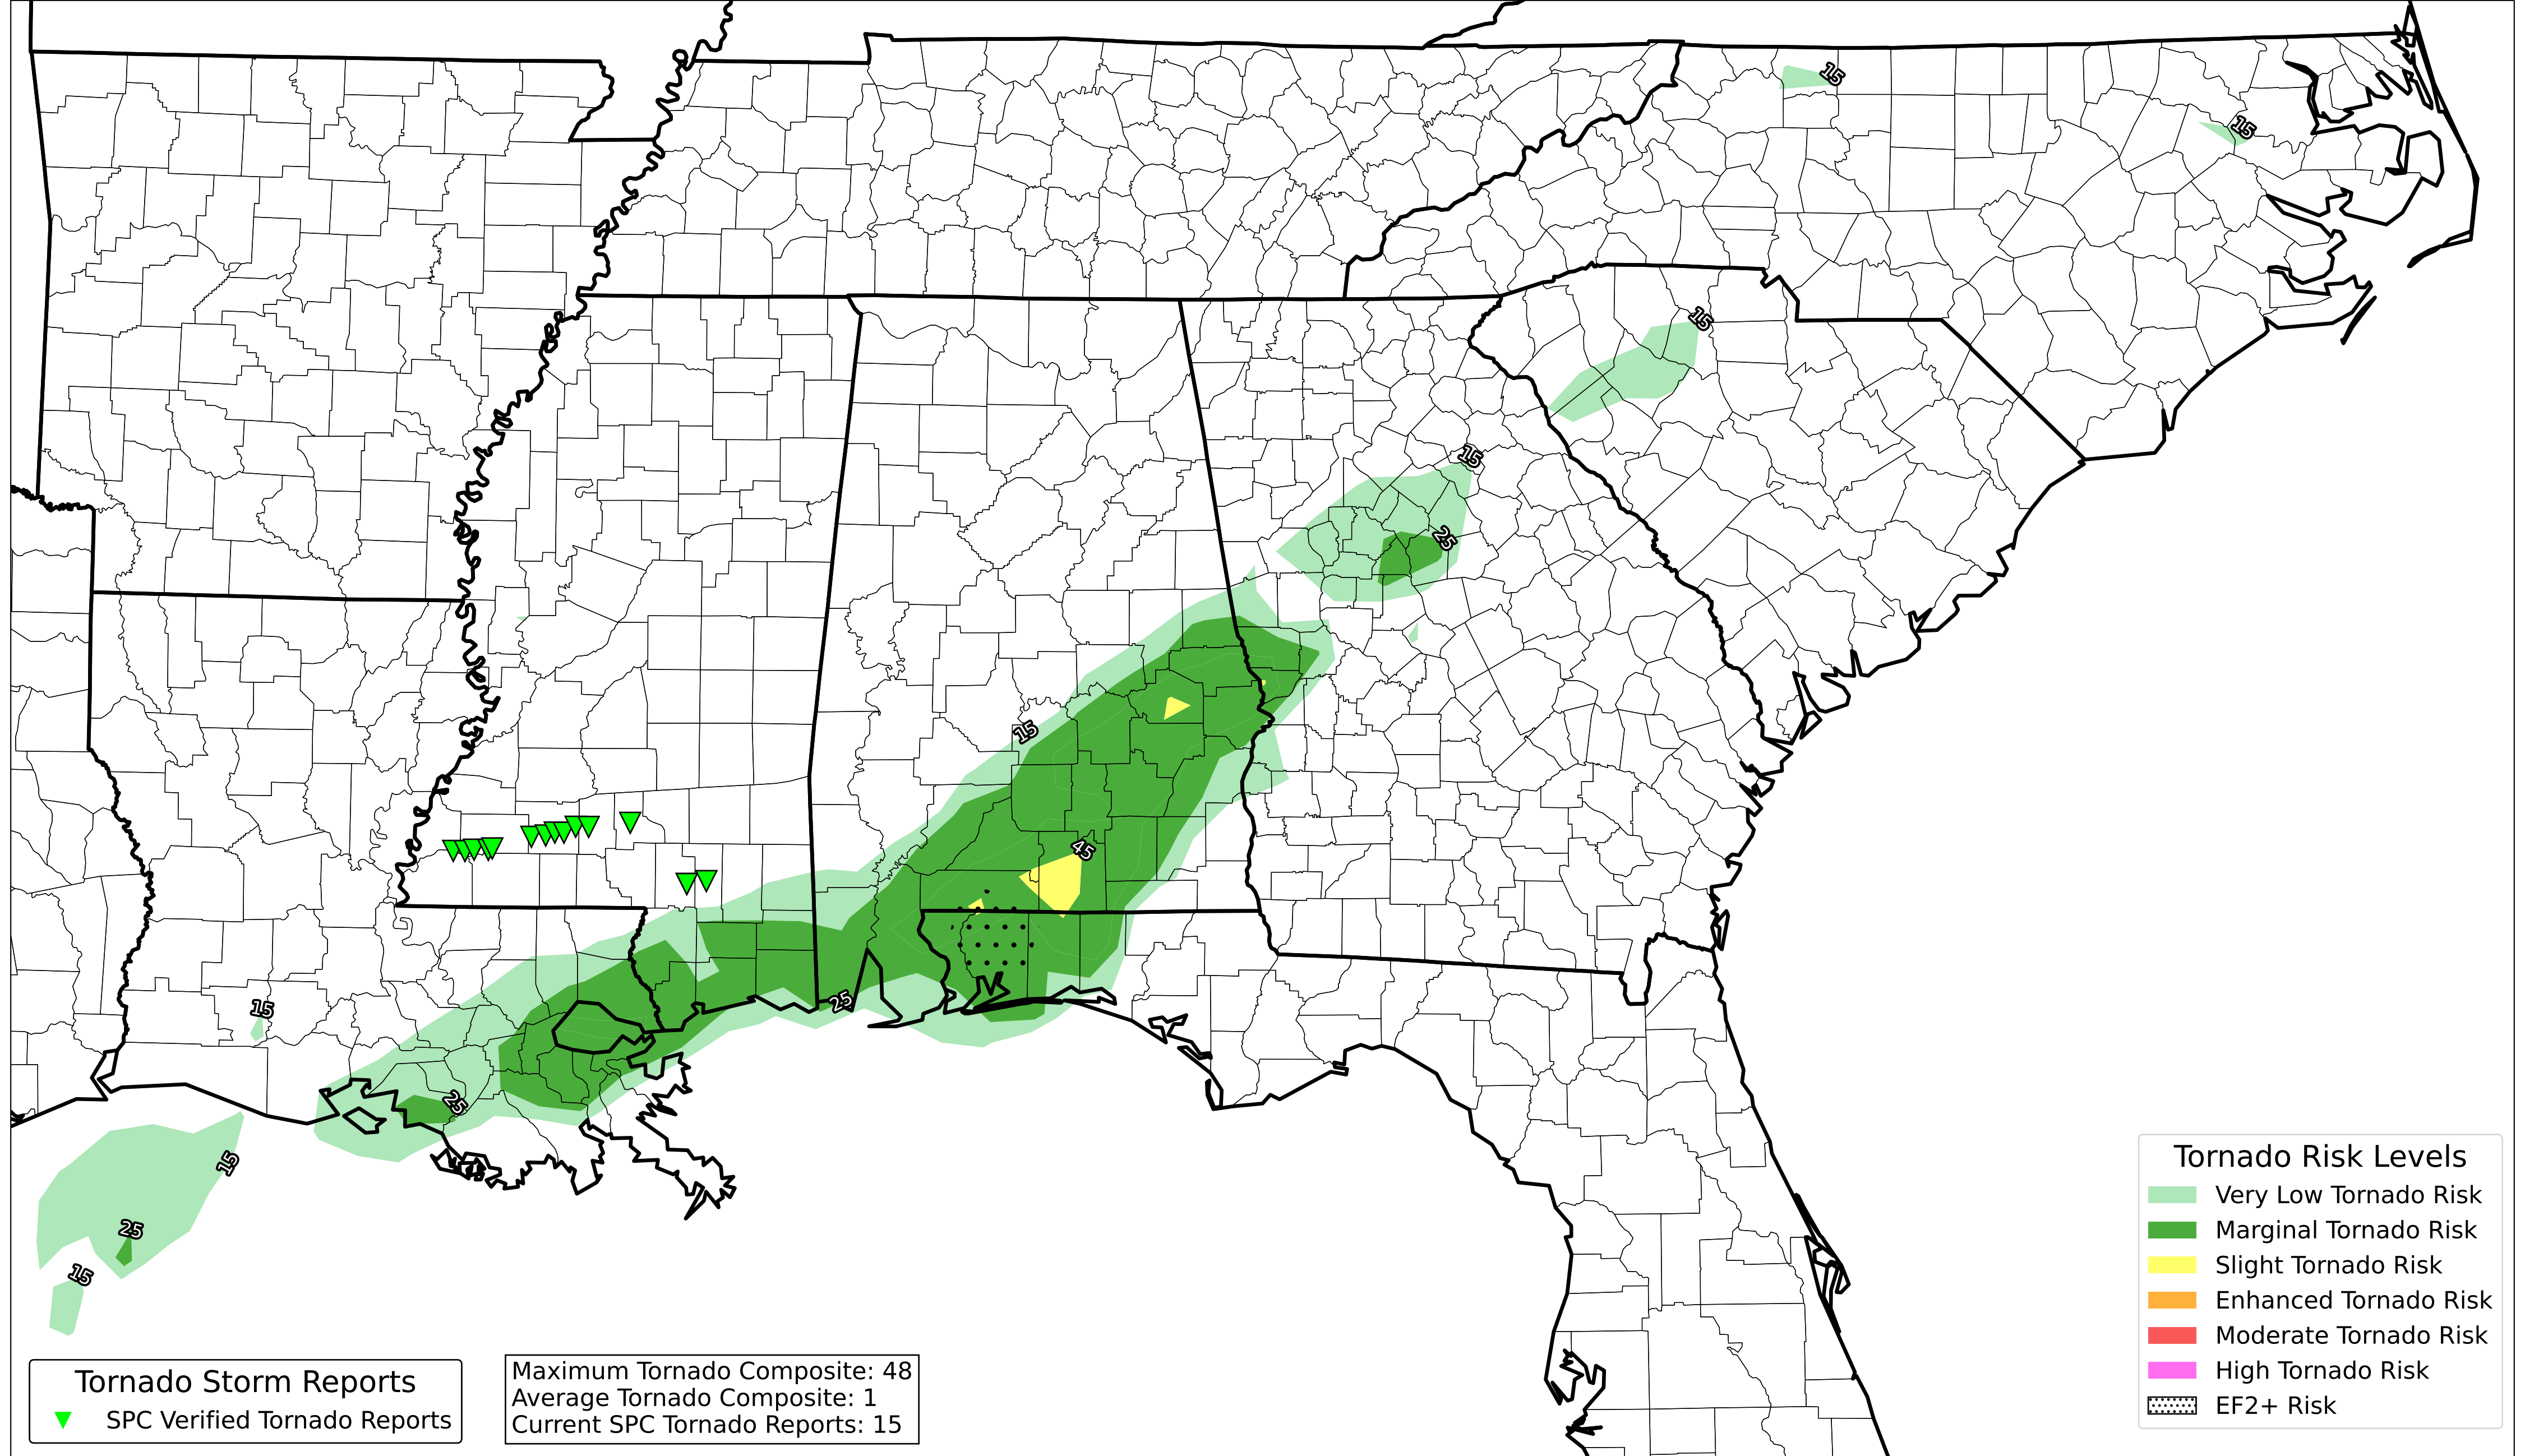 15
15
15
15
25
15
45
15
25
25
15
25
15
Tornado Storm Reports
SPC Verified Tornado Reports
Maximum Tornado Composite: 48
Average Tornado Composite: 1
Current SPC Tornado Reports: 15
Tornado Risk Levels
Very Low Tornado Risk
Marginal Tornado Risk
Slight Tornado Risk
Enhanced Tornado Risk
Moderate Tornado Risk
High Tornado Risk
EF2+ Risk